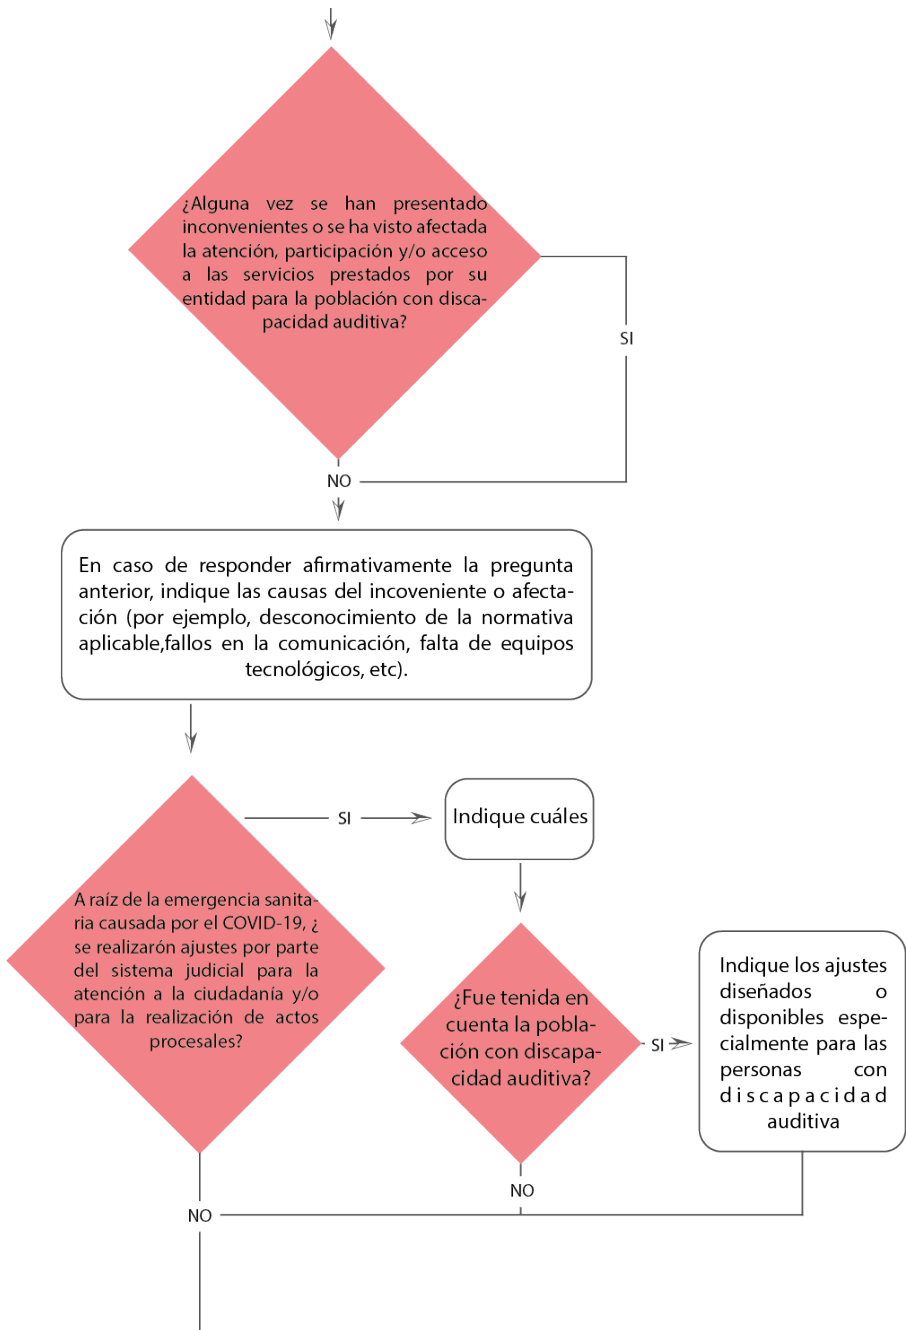 ¿Alguna vez se han presentado
inconvenientes o se ha visto afectada
la atención, participación y/o acceso
a las servicios prestados por su
entidad para la población con disca-
pacidad auditiva?
SI
NO
En caso de responder afirmativamente la pregunta
anterior, indique las causas del incoveniente o afect-
ación (por ejemplo, desconocimiento de la normativa
aplicable,fallos en la comunicación, falta de equipos
tecnológicos, etc).
A raíz de la emergencia sanita-
ria causada por el COVID-19, ¿
se realizarón ajustes por parte
del sistema judicial para la
atención a la ciudadanía y/o
para la realización de actos
procesales?
SI
Indique cuáles
¿Fue tenida en
cuenta la pobla-
ción con discapa-
cidad auditiva?
SI
Indique los ajustes
diseñados o
disponibles espe-
cialmente para las
personas con
discapacidad
auditiva
NO
NO